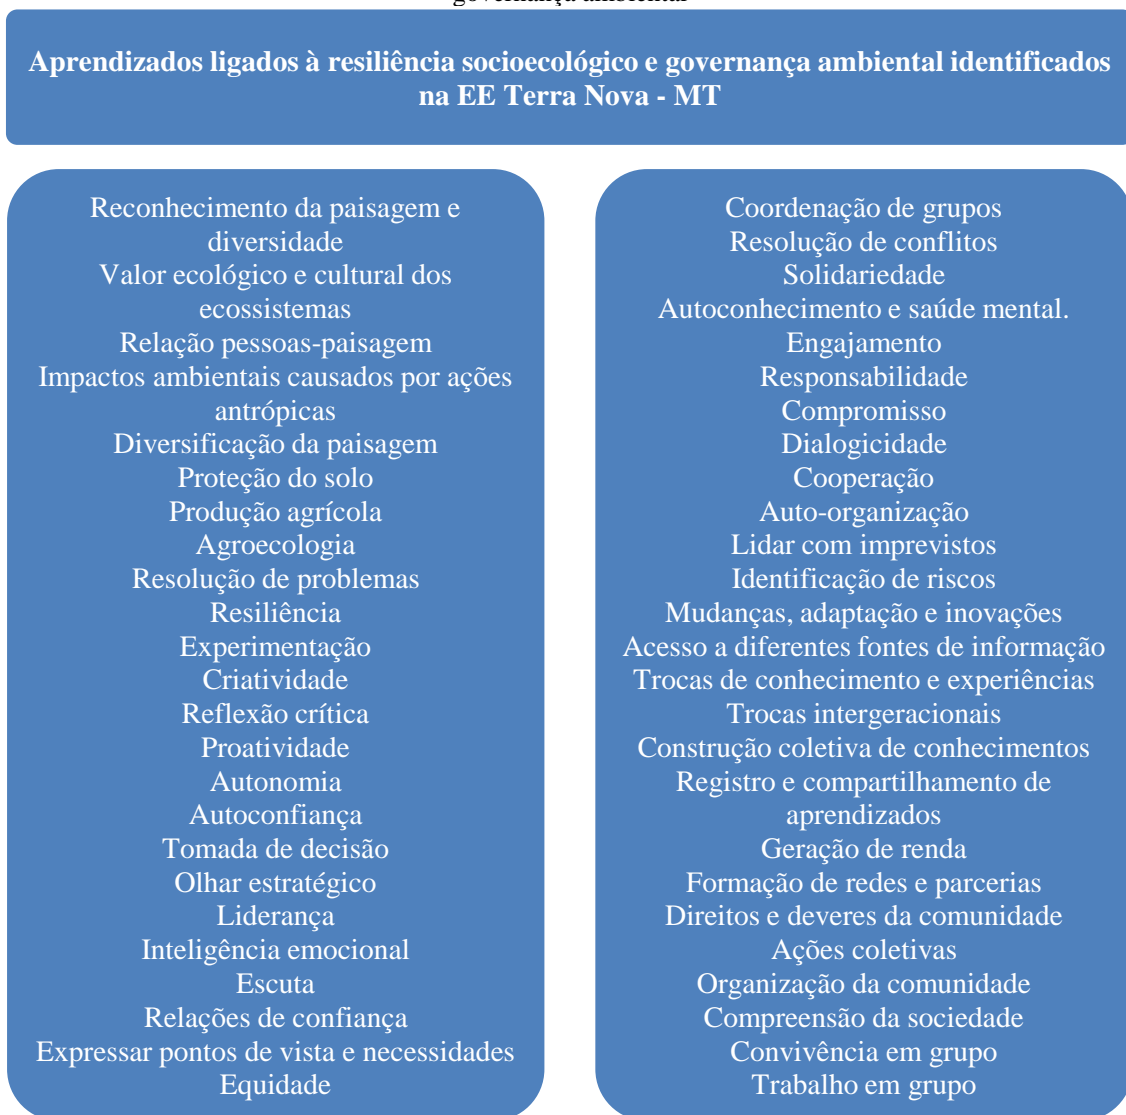 governança ambiental
Aprendizados ligados à resiliência socioecológico e governança ambiental identificados
na EE Terra Nova - MT
Reconhecimento da paisagem e
diversidade
Valor ecológico e cultural dos
ecossistemas
Relação pessoas-paisagem
Impactos ambientais causados por ações
antrópicas
Diversificação da paisagem
Proteção do solo
Produção agrícola
Agroecologia
Resolução de problemas
Resiliência
Experimentação
Criatividade
Reflexão crítica
Proatividade
Autonomia
Autoconfiança
Tomada de decisão
Olhar estratégico
Liderança
Inteligência emocional
Escuta
Relações de confiança
Expressar pontos de vista e necessidades
Equidade
Coordenação de grupos
Resolução de conflitos
Solidariedade
Autoconhecimento e saúde mental.
Engajamento
Responsabilidade
Compromisso
Dialogicidade
Cooperação
Auto-organização
Lidar com imprevistos
Identificação de riscos
Mudanças, adaptação e inovações
Acesso a diferentes fontes de informação
Trocas de conhecimento e experiências
Trocas intergeracionais
Construção coletiva de conhecimentos
Registro e compartilhamento de
aprendizados
Geração de renda
Formação de redes e parcerias
Direitos e deveres da comunidade
Ações coletivas
Organização da comunidade
Compreensão da sociedade
Convivência em grupo
Trabalho em grupo